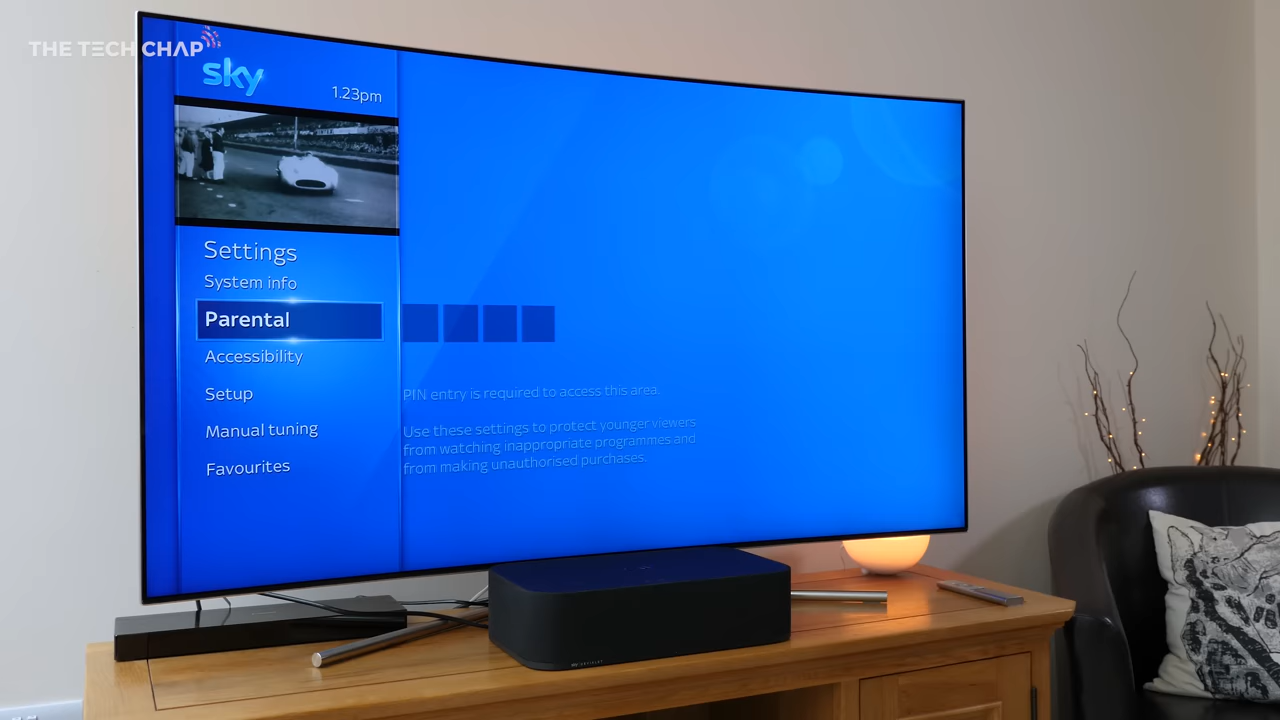 THE TECH CHAP
sky
1.23pm
Settings
System info
Parental
Accessibility
Setup
Manual tuning
Favourites
PIN entry is required to access this area.
Use these settings to protect younger viewers
from watching inappropriate programmes and
from making unauthorised purchases.